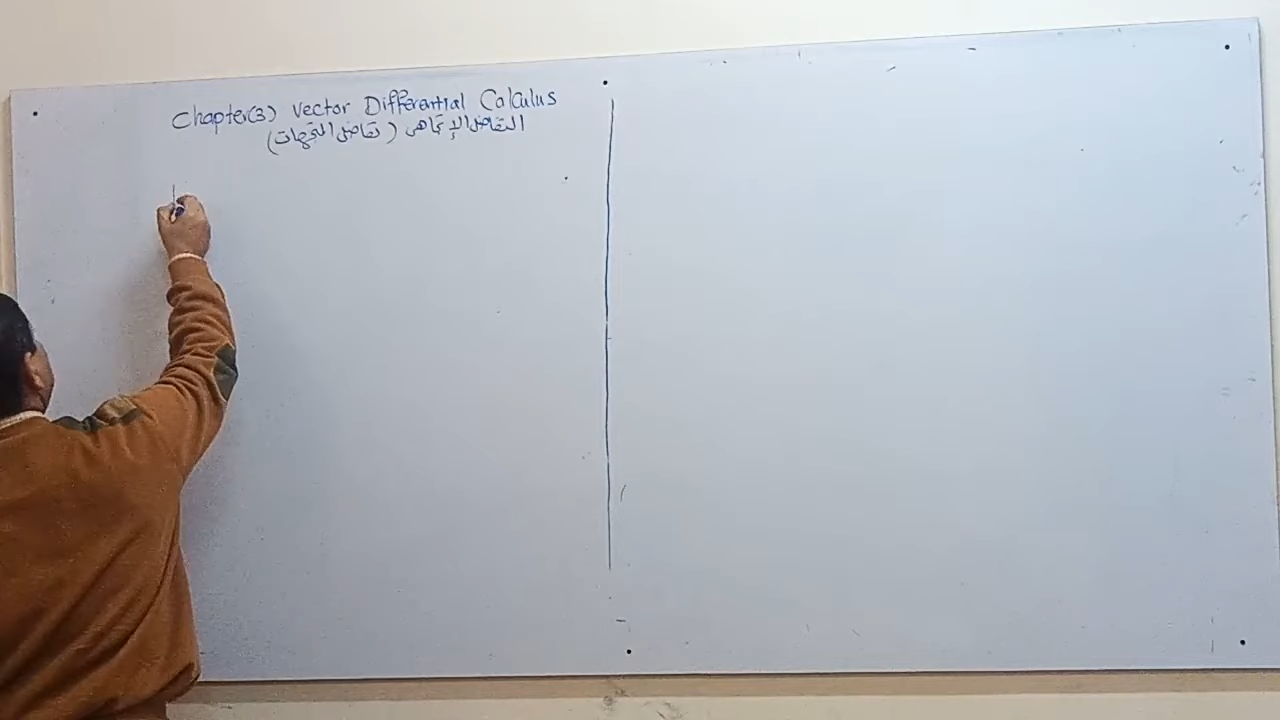 Chapter(3) Vector Differential Calculus
التفاضل الإتجاهى (تفاضل المتجهات)